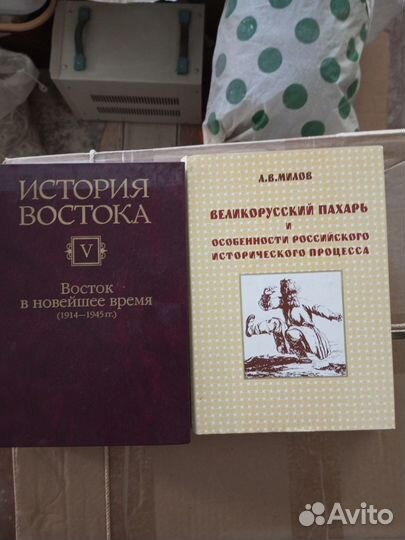 ИСТОРИЯ
ВОСТОКА
V
Восток
в новейшее время
(1914—1945 гг.)
Л.В.МИЛОВ
ВЕЛИКОРУССКИЙ ПАХАРЬ
И
ОСОБЕННОСТИ РОССИЙСКОГО
ИСТОРИЧЕСКОГО ПРОЦЕССА
Avito